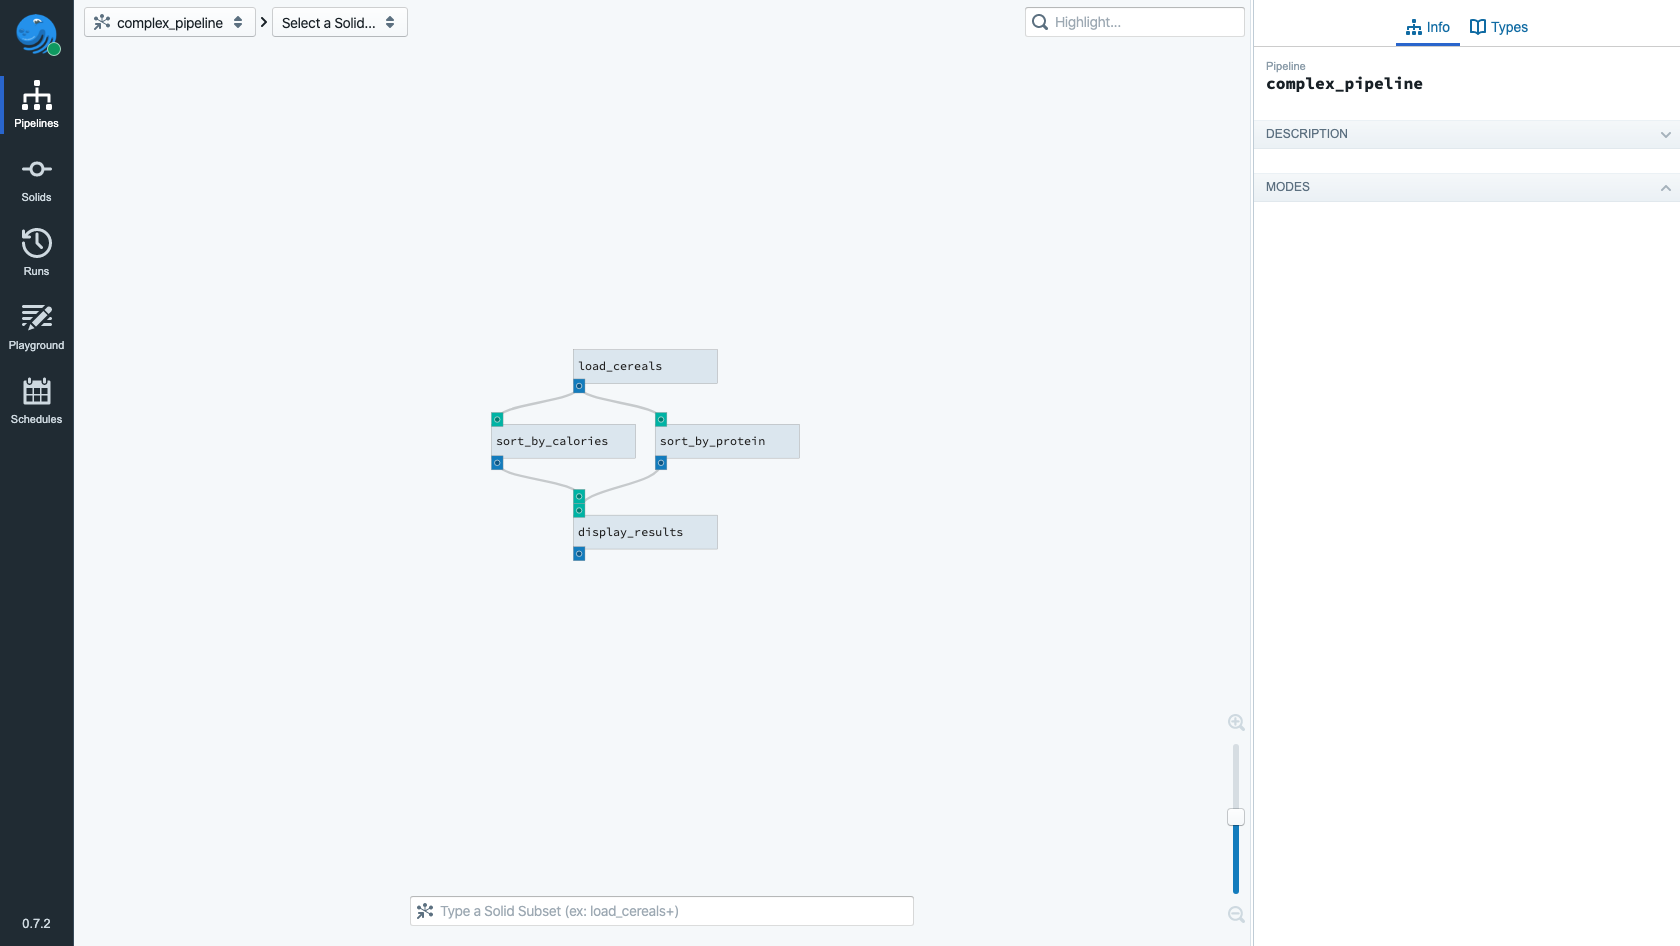 complex_pipeline
Select a Solid...
Highlight...
Info
Types
Pipelines
Solids
Runs
Playground
Schedules
0.7.2
load_cereals
sort_by_calories
sort_by_protein
display_results
Type a Solid Subset (ex: load_cereals+)
Pipeline
complex_pipeline
DESCRIPTION
MODES